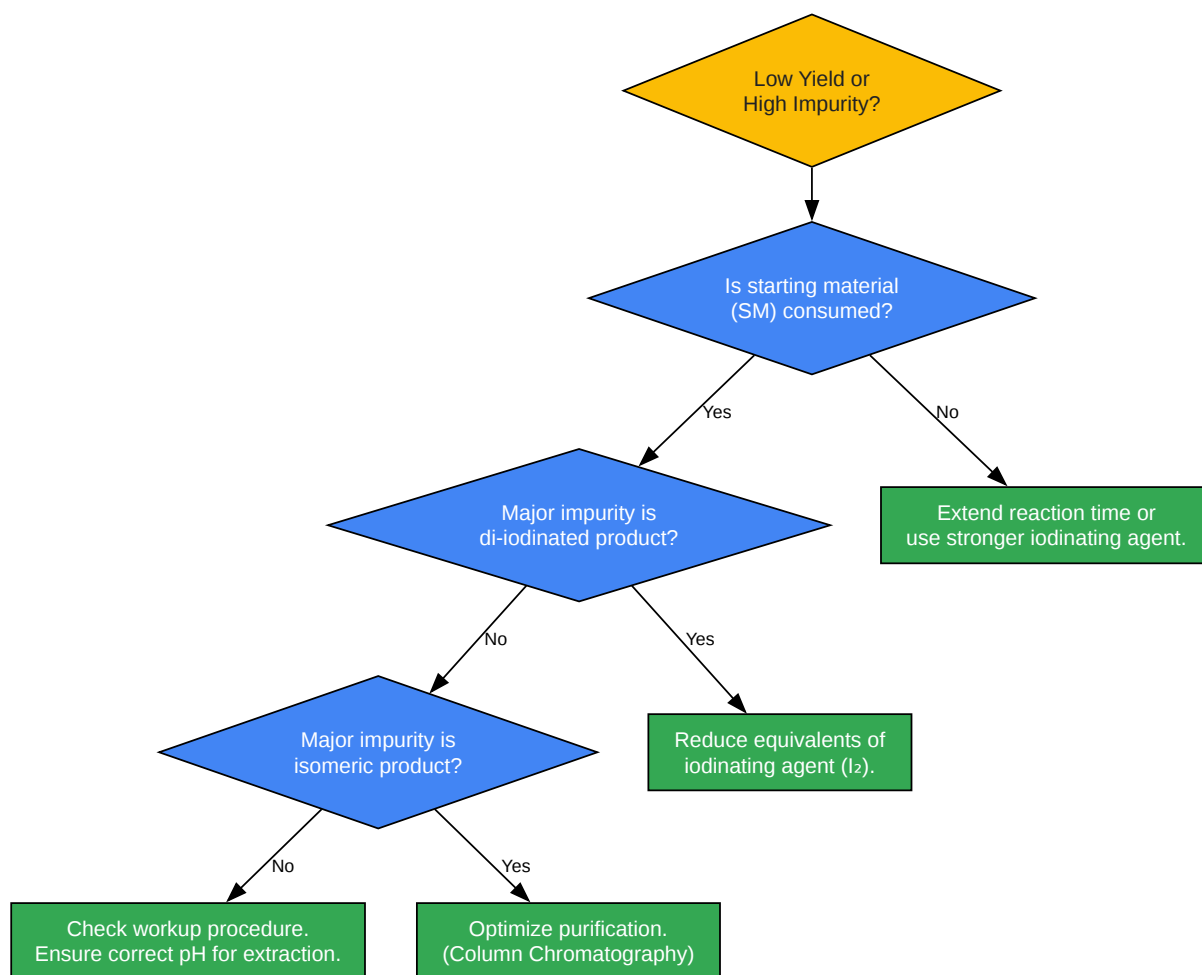 Low Yield or
High Impurity?
Is starting material
(SM) consumed?
Yes
No
Major impurity is
di-iodinated product?
Extend reaction time or
use stronger iodinating agent.
No
Yes
Major impurity is
isomeric product?
Reduce equivalents of
iodinating agent (I₂).
No
Yes
Check workup procedure.
Ensure correct pH for extraction.
Optimize purification.
(Column Chromatography)